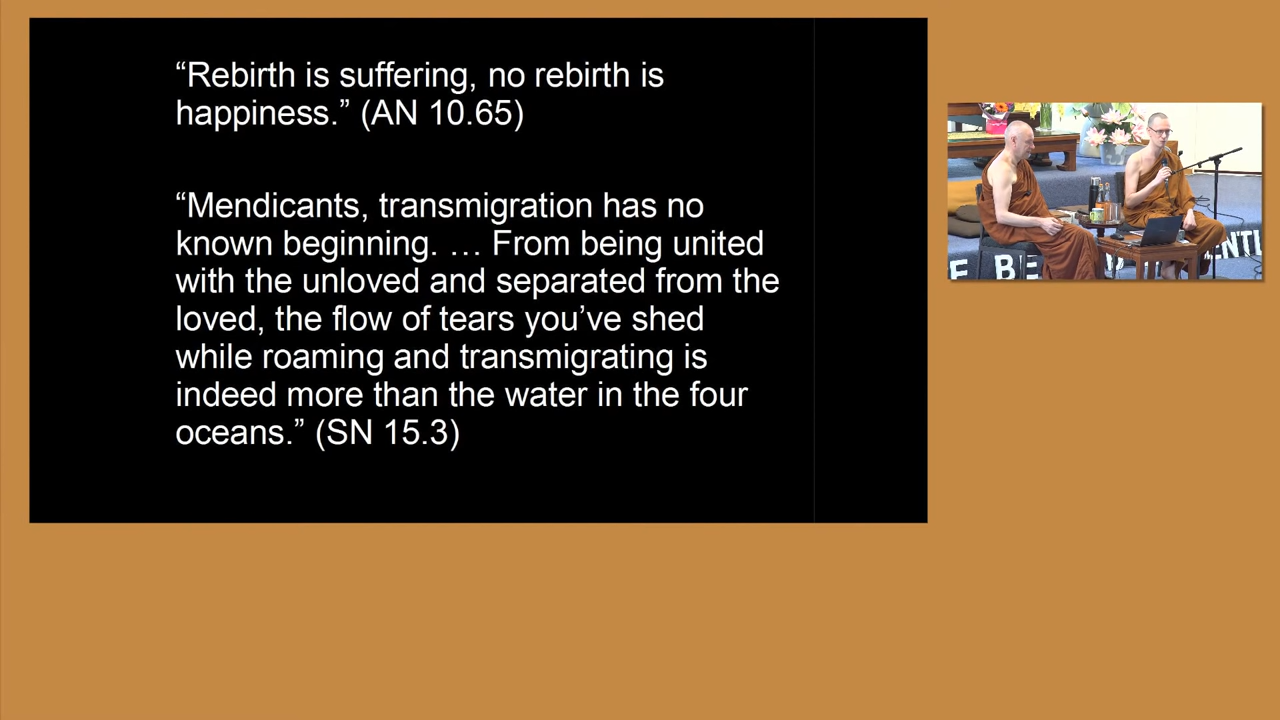 “Rebirth is suffering, no rebirth is
happiness.” (AN 10.65)
“Mendicants, transmigration has no
known beginning. … From being united
with the unloved and separated from the
loved, the flow of tears you’ve shed
while roaming and transmigrating is
indeed more than the water in the four
oceans.” (SN 15.3)